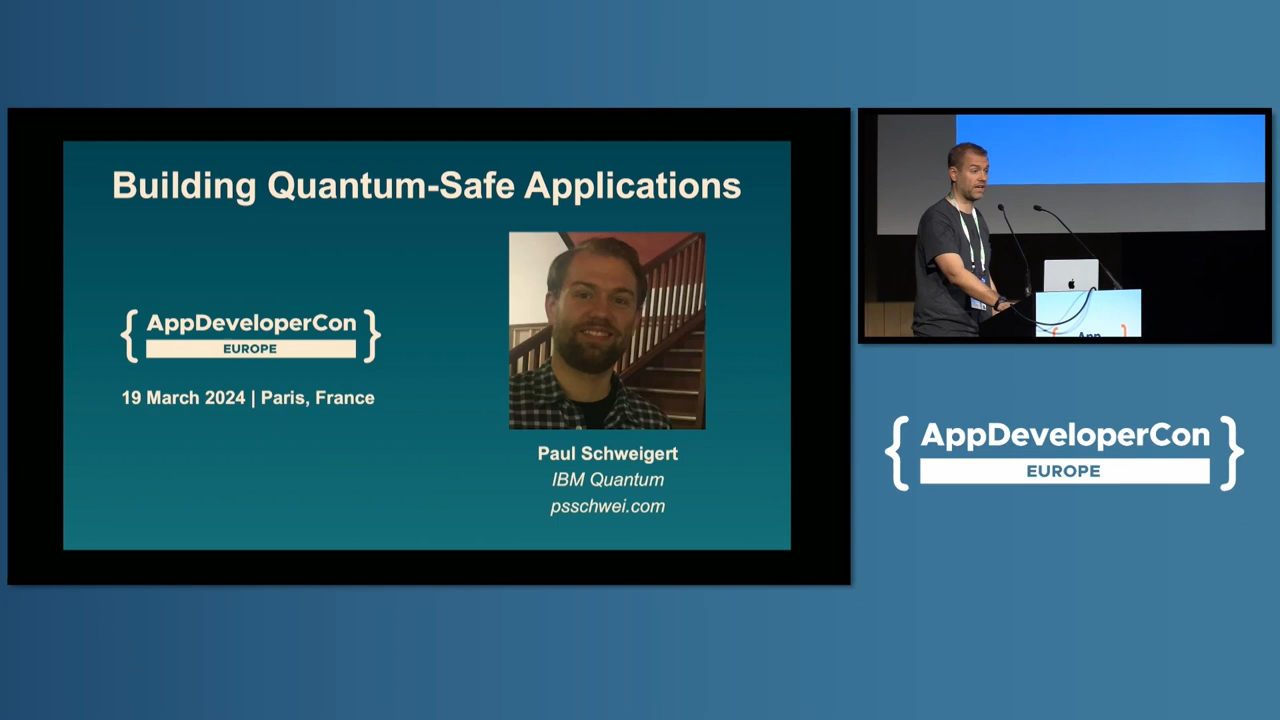 Building Quantum-Safe Applications
{ AppDeveloperCon }
EUROPE
19 March 2024 | Paris, France
Paul Schweigert
IBM Quantum
psschwei.com
App
{ AppDeveloperCon }
EUROPE